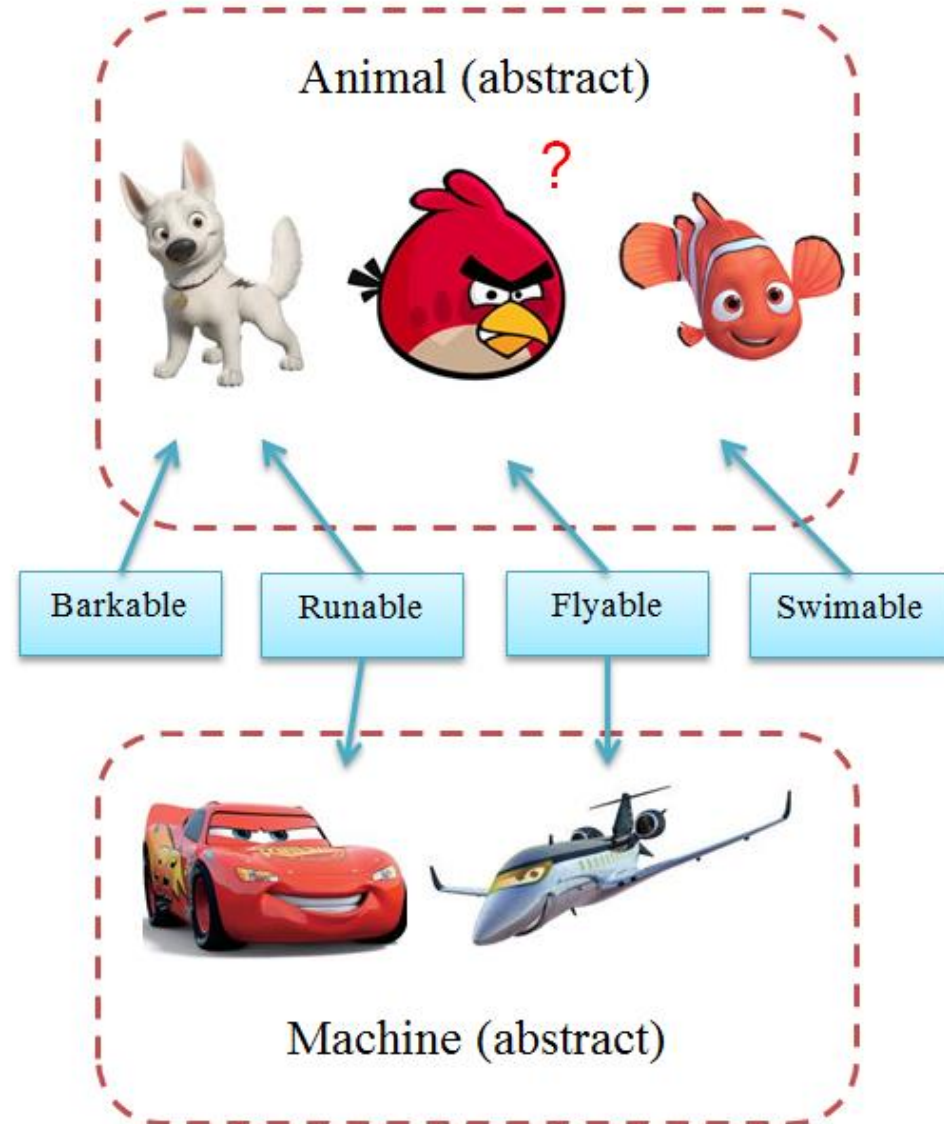 Animal (abstract)
?
Barkable
Runable
Flyable
Swimable
Machine (abstract)